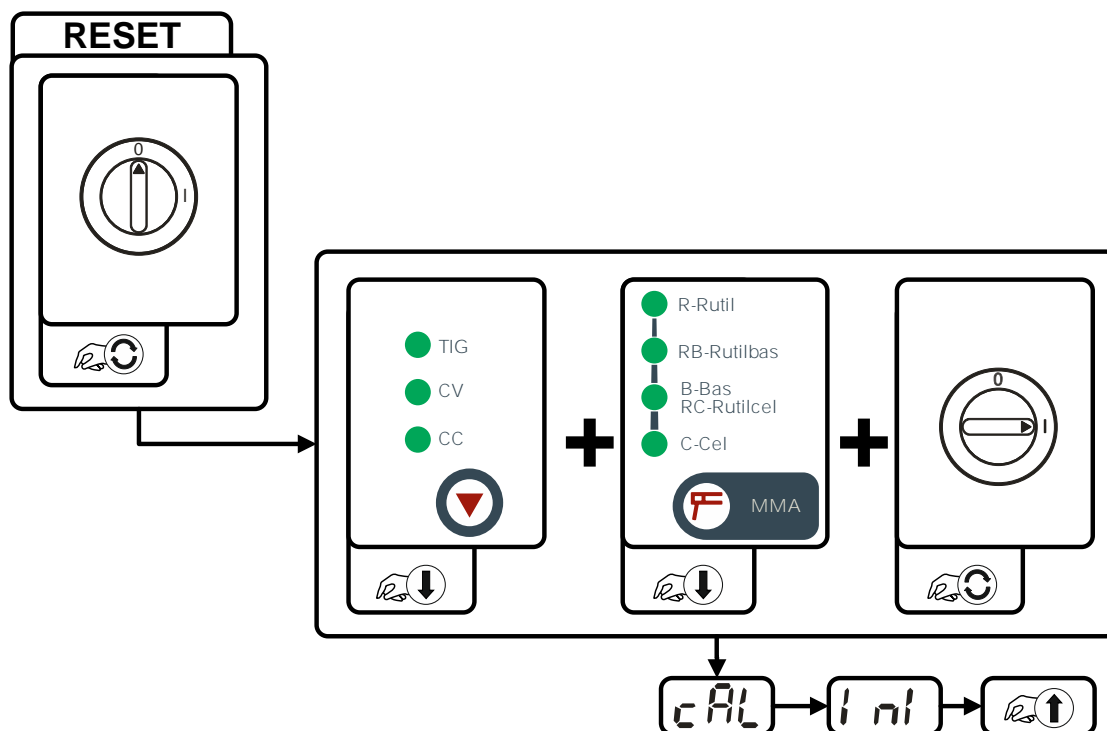 RESET
0
I
TIG
CV
CC
R-Rutil
RB-Rutilbas
B-Bas
RC-Rutilcel
C-Cel
MMA
0
I
cAL
InI